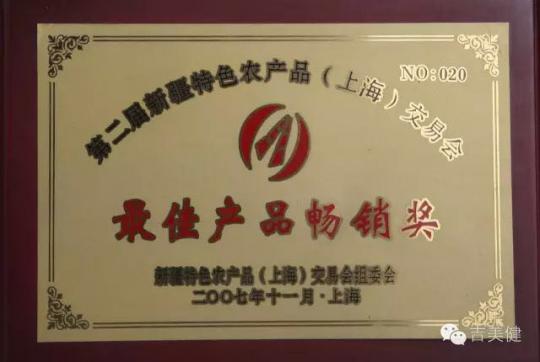 第二届新疆特色农产品（上海）交易会
NO:020
最佳产品畅销奖
新疆特色农产品（上海）交易会组委会
二〇〇七年十一月·上海
吉美健